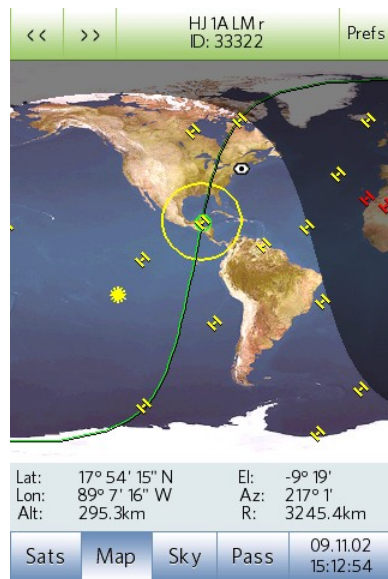 << >> HJ 1A LM r Prefs
ID: 33322
Lat: 17° 54' 15" N El: -9° 19'
Lon: 89° 7' 16" W Az: 217° 1'
Alt: 295.3km R: 3245.4km
Sats Map Sky Pass 09.11.02
15:12:54